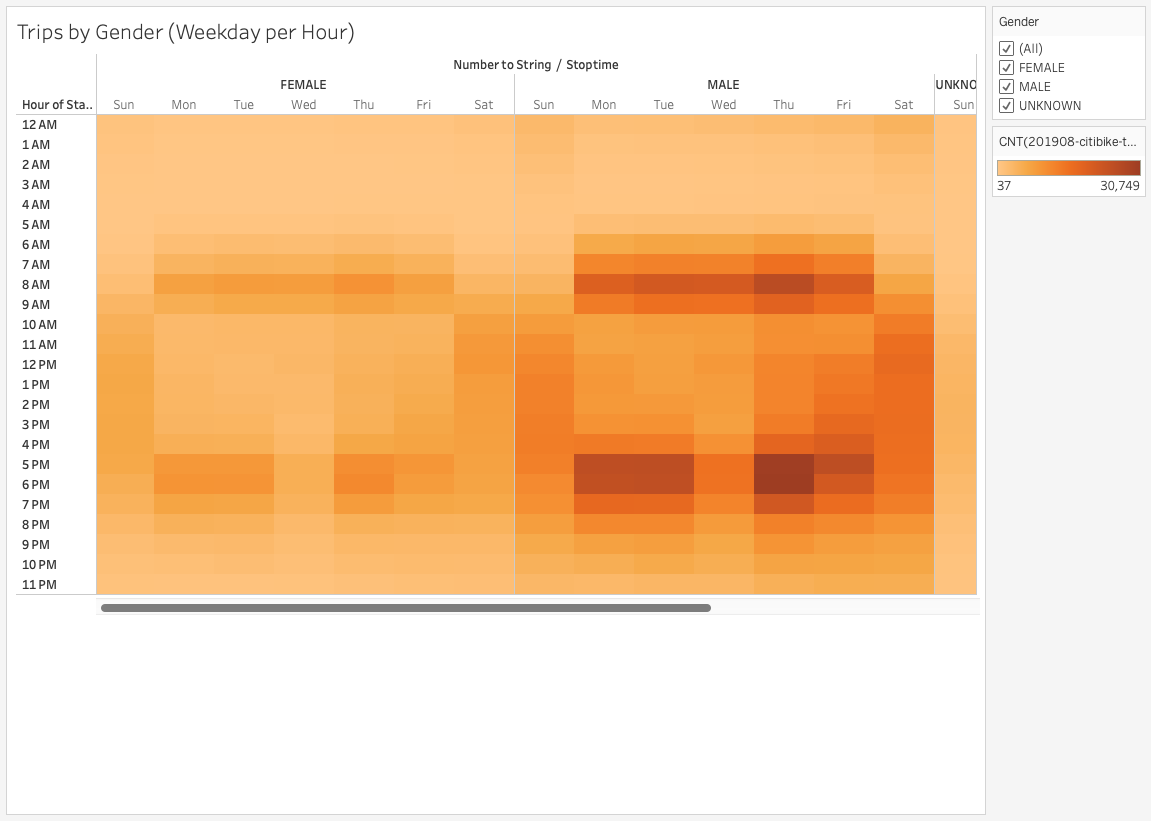 Trips by Gender (Weekday per Hour)
Number to String / Stoptime
FEMALE MALE UNKNO
Hour of Sta.. Sun Mon Tue Wed Thu Fri Sat Sun Mon Tue Wed Thu Fri Sat Sun
12 AM
1 AM
2 AM
3 AM
4 AM
5 AM
6 AM
7 AM
8 AM
9 AM
10 AM
11 AM
12 PM
1 PM
2 PM
3 PM
4 PM
5 PM
6 PM
7 PM
8 PM
9 PM
10 PM
11 PM
Gender
(All)
FEMALE
MALE
UNKNOWN
CNT(201908-citibike-t...
37 30,749